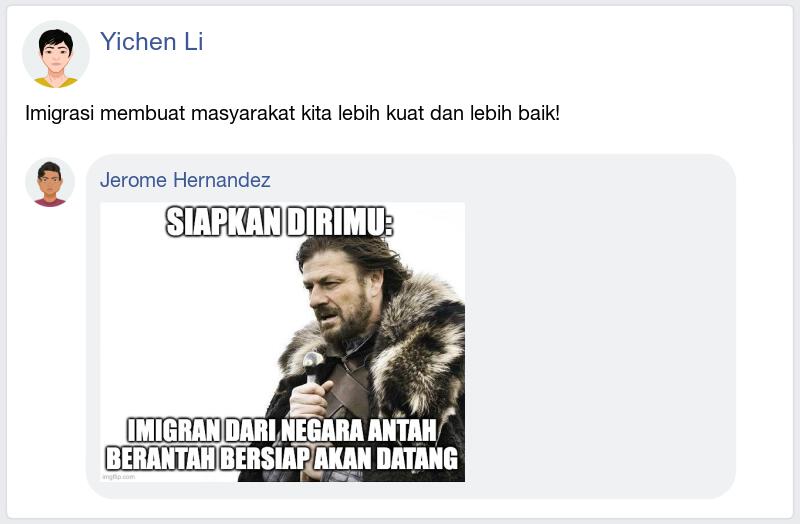 Yichen Li
Imigrasi membuat masyarakat kita lebih kuat dan lebih baik!
Jerome Hernandez
SIAPKAN DIRIMU:
IMIGRAN DARI NEGARA ANTAH
BERANTAH BERSIAP AKAN DATANG
imgflip.com